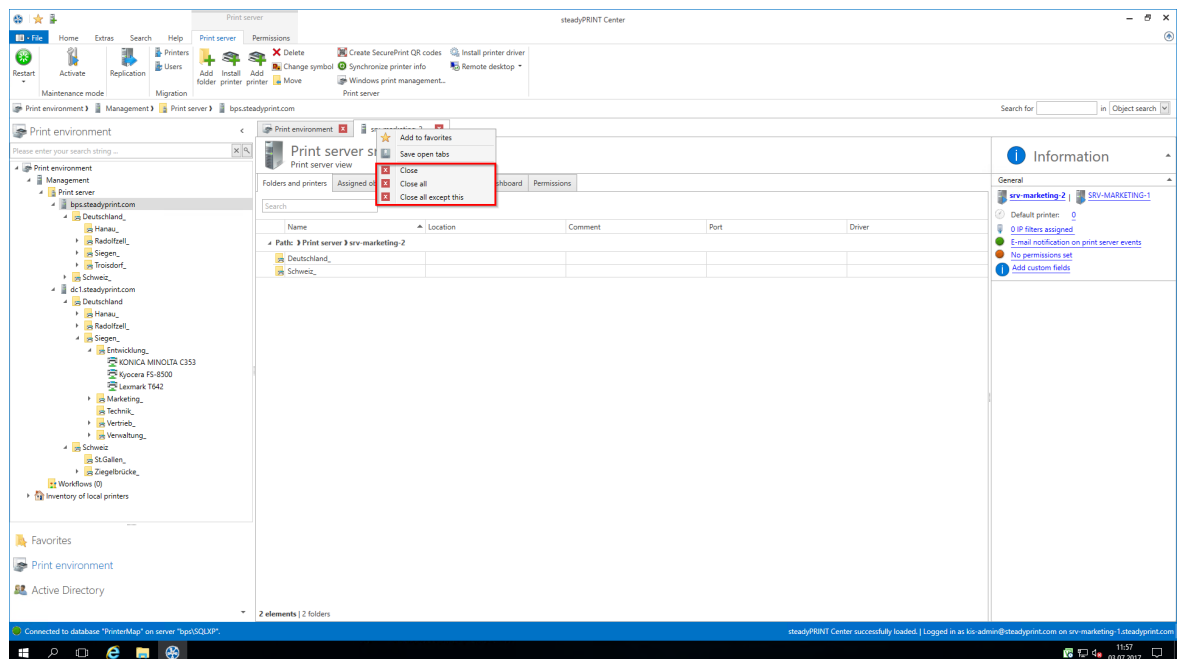 Print server
steadyPRINT Center
File Home Extras Search Help Print server Permissions
Restart
Activate
Replication
Printers
Users
Add folder
Install printer
Add printer
Delete
Change symbol
Move
Create SecurePrint QR codes
Synchronize printer info
Windows print management...
Install printer driver
Remote desktop
Maintenance mode Migration Print server
Print environment Management Print server bps.steadyprint.com
Search for in Object search
Print environment
Please enter your search string ...
Print environment
Management
Print server
bps.steadyprint.com
Deutschland_
Hanau_
Radolfzell_
Siegen_
Troisdorf_
Schweiz_
dc1.steadyprint.com
Deutschland
Hanau_
Radolfzell_
Siegen_
Entwicklung_
KONICA MINOLTA C353
Kyocera FS-8500
Lexmark T642
Marketing_
Technik_
Vertrieb_
Verwaltung_
Schweiz
St.Gallen_
Ziegelbrücke_
Workflows (0)
Inventory of local printers
Favorites
Print environment
Active Directory
Print environment
Add to favorites
Save open tabs
Close
Close all
Close all except this
Print server
Print server view
Folders and printers Assigned Permissions
Search
Name Location Comment Port Driver
Path: Print server srv-marketing-2
Deutschland_
Schweiz_
2 elements | 2 folders
Information
General
srv-marketing-2 | SRV-MARKETING-1
Default printer: 0
0 IP filters assigned
E-mail notification on print server events
No permissions set
Add custom fields
Connected to database "PrinterMap" on server "bps\SQLXP".
steadyPRINT Center successfully loaded. | Logged in as kis-admin@steadyprint.com on srv-marketing-1.steadyprint.com
11:57
03.07.2017